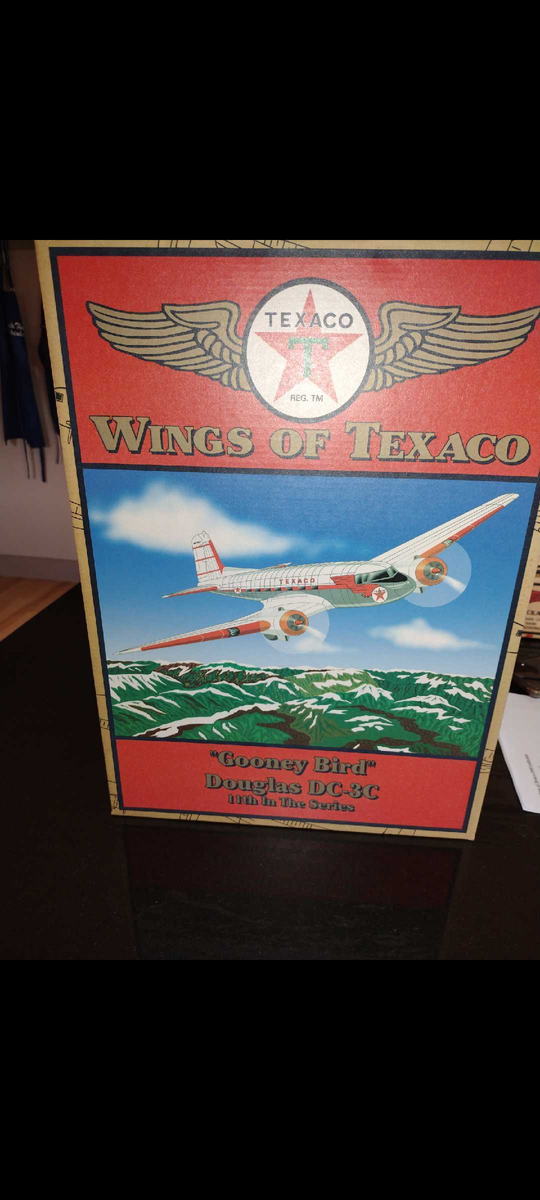 TEXACO
T
REG. TM
WINGS OF TEXACO
TEXACO
"Gooney Bird"
Douglas DC-3C
11th In The Series